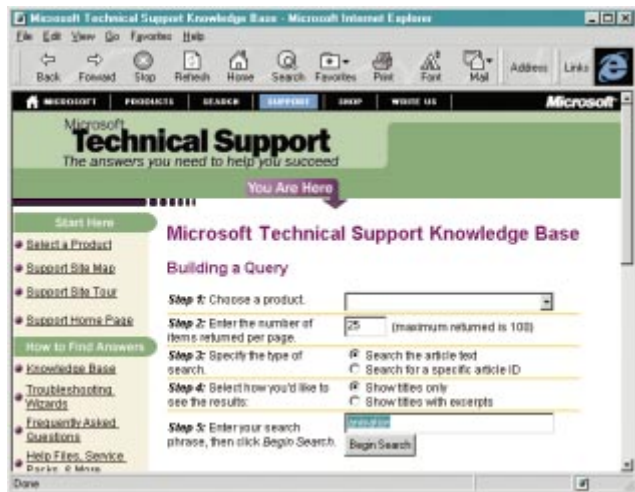 Microsoft Technical Support Knowledge Base - Microsoft Internet Explorer
File Edit View Go Favorites Help
Back Forward Stop Refresh Home Search Favorites Print Font Mail Address Links
MICROSOFT PRODUCTS SEARCH SUPPORT SHOP WRITE US Microsoft
Microsoft
Technical Support
The answers you need to help you succeed
You Are Here
Start Here
Select a Product
Support Site Map
Support Site Tour
Support Home Page
How to Find Answers
Knowledge Base
Troubleshooting
Wizards
Frequently Asked
Questions
Help Files, Service
Packs, & More
Microsoft Technical Support Knowledge Base
Building a Query
Step 1: Choose a product.
Step 2: Enter the number of
items returned per page.
25 (maximum returned is 100)
Step 3: Specify the type of
search.
Search the article text
Search for a specific article ID
Step 4: Select how you'd like to
see the results:
Show titles only
Show titles with excerpts
Step 5: Enter your search
phrase, then click Begin Search.
Begin Search
Done